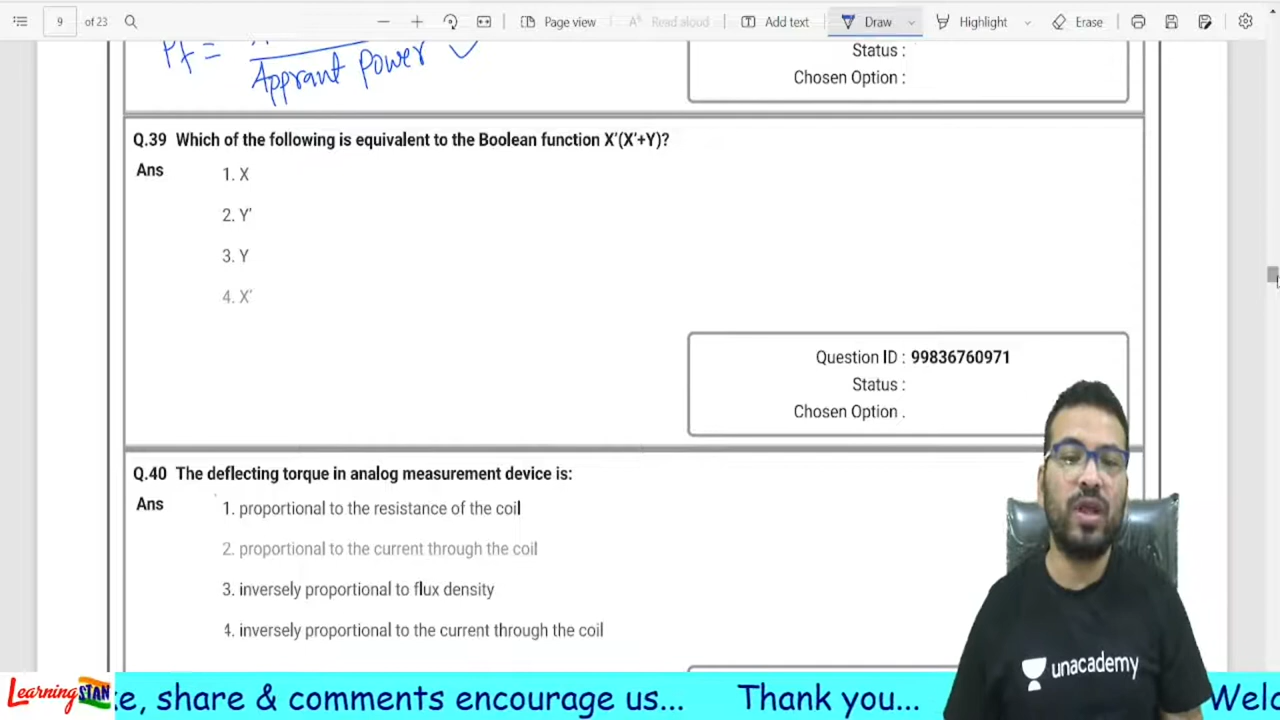 9 of 23 Page view Read aloud Add text Draw Highlight Erase
Pf =
Apprant Power
Status :
Chosen Option :
Q.39 Which of the following is equivalent to the Boolean function X'(X'+Y)?
Ans
1. X
2. Y'
3. Y
4. X'
Question ID : 99836760971
Status :
Chosen Option .
Q.40 The deflecting torque in analog measurement device is:
Ans
1. proportional to the resistance of the coil
2. proportional to the current through the coil
3. inversely proportional to flux density
4. inversely proportional to the current through the coil
unacademy
Learning STAN
e, share & comments encourage us... Thank you... Welc